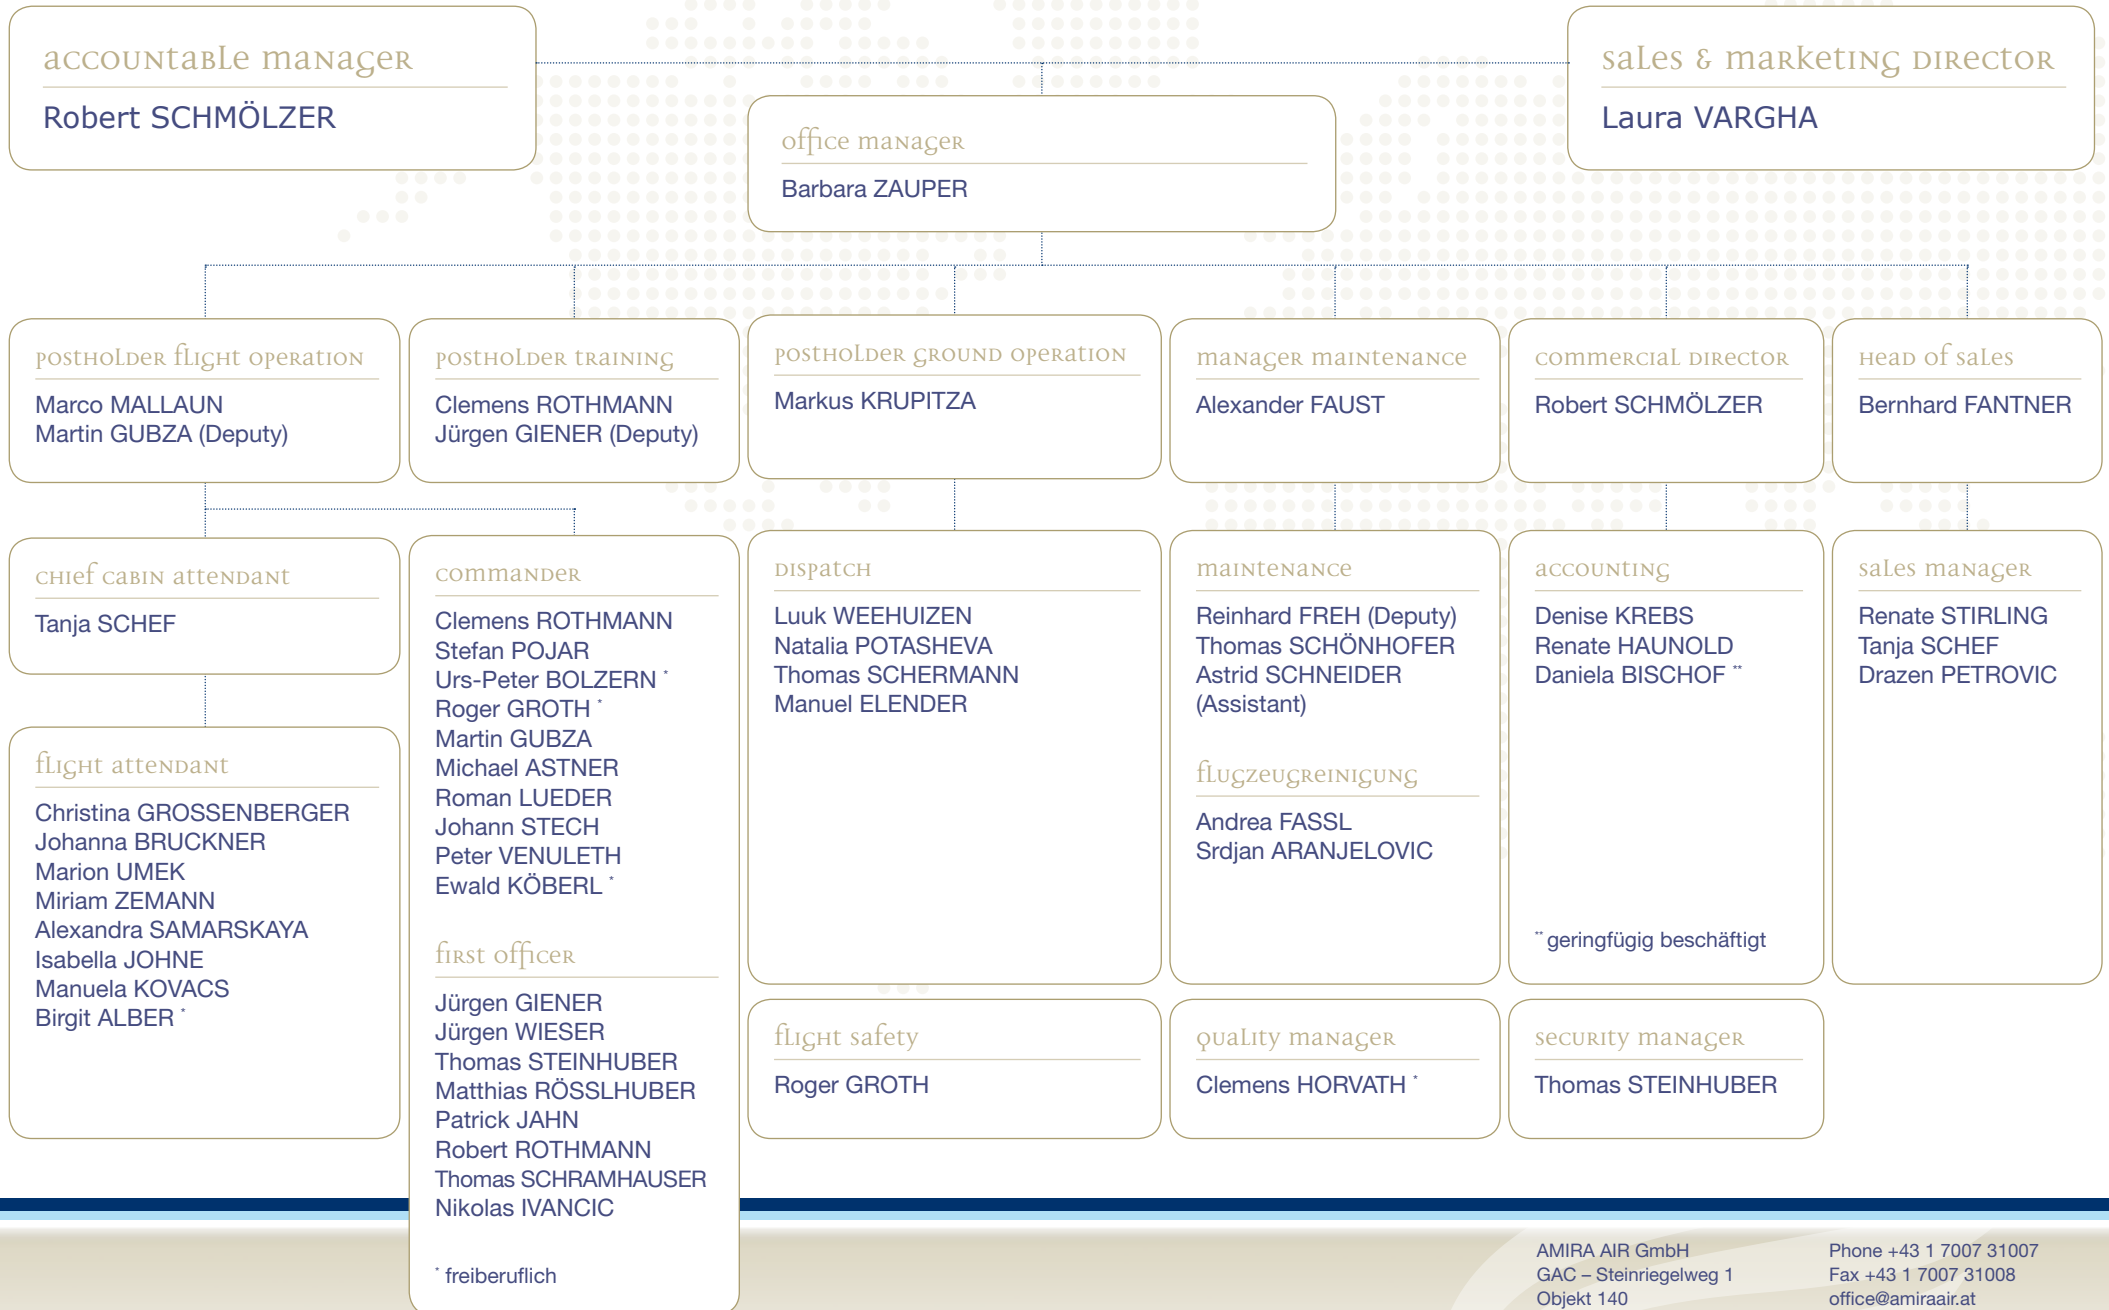 accountable manager
Robert SCHMÖLZER
sales & marketing director
Laura VARGHA
office manager
Barbara ZAUPER
postholder flight operation
Marco MALLAUN
Martin GUBZA (Deputy)
postholder training
Clemens ROTHMANN
Jürgen GIENER (Deputy)
postholder ground operation
Markus KRUPITZA
manager maintenance
Alexander FAUST
commercial director
Robert SCHMÖLZER
head of sales
Bernhard FANTNER
chief cabin attendant
Tanja SCHEF
flight attendant
Christina GROSSENBERGER
Johanna BRUCKNER
Marion UMEK
Miriam ZEMANN
Alexandra SAMARSKAYA
Isabella JOHNE
Manuela KOVACS
Birgit ALBER *
commander
Clemens ROTHMANN
Stefan POJAR
Urs-Peter BOLZERN *
Roger GROTH *
Martin GUBZA
Michael ASTNER
Roman LUEDER
Johann STECH
Peter VENULETH
Ewald KÖBERL *
first officer
Jürgen GIENER
Jürgen WIESER
Thomas STEINHUBER
Matthias RÖSSLHUBER
Patrick JAHN
Robert ROTHMANN
Thomas SCHRAMHAUSER
Nikolas IVANCIC
* freiberuflich
dispatch
Luuk WEEHUIZEN
Natalia POTASHEVA
Thomas SCHERMANN
Manuel ELENDER
maintenance
Reinhard FREH (Deputy)
Thomas SCHÖNHOFER
Astrid SCHNEIDER
(Assistant)
flugzeugreinigung
Andrea FASSL
Srdjan ARANJELOVIC
accounting
Denise KREBS
Renate HAUNOLD
Daniela BISCHOF **
** geringfügig beschäftigt
sales manager
Renate STIRLING
Tanja SCHEF
Drazen PETROVIC
flight safety
Roger GROTH
quality manager
Clemens HORVATH *
security manager
Thomas STEINHUBER
AMIRA AIR GmbH
GAC – Steinriegelweg 1
Objekt 140
Phone +43 1 7007 31007
Fax +43 1 7007 31008
office@amiraair.at